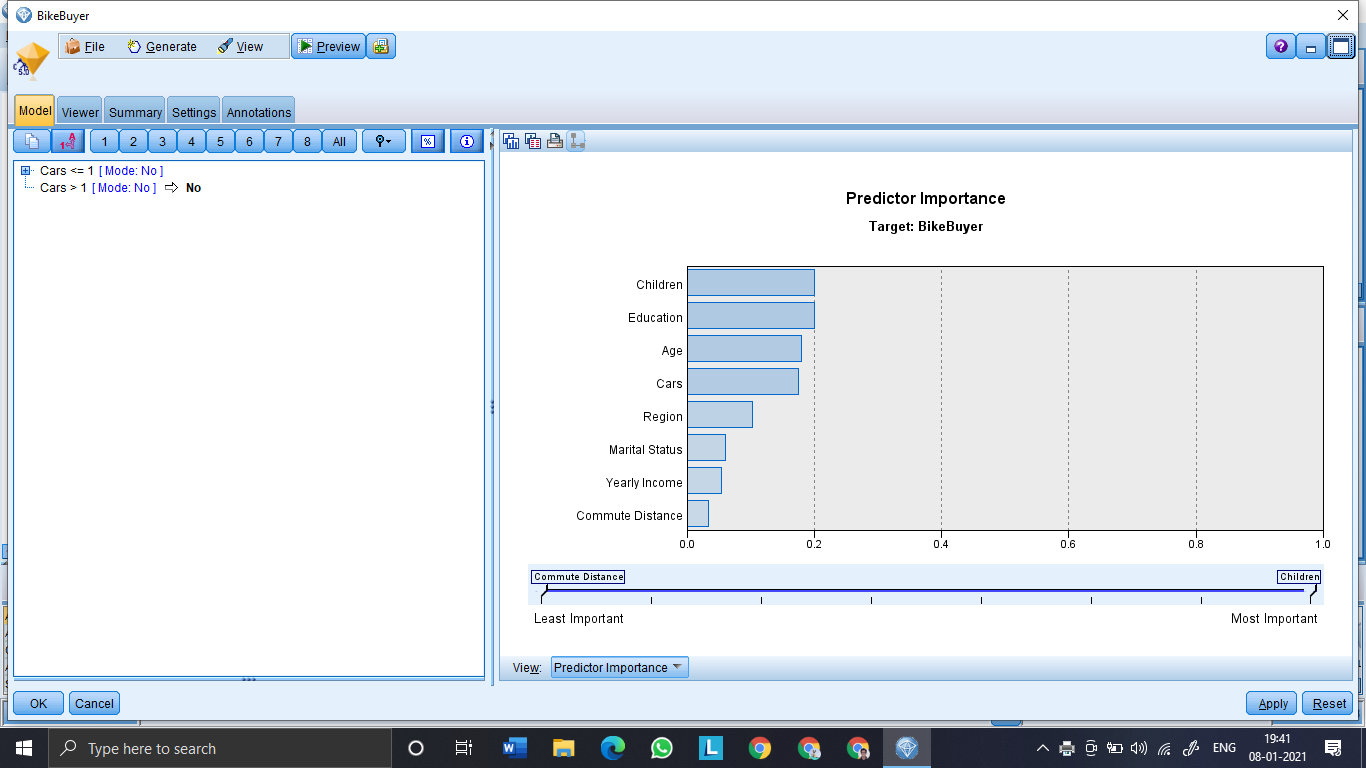 BikeBuyer
File Generate View Preview
5.0
Model Viewer Summary Settings Annotations
1 2 3 4 5 6 7 8 All %
Cars <= 1 [ Mode: No ]
Cars > 1 [ Mode: No ] ⇨ No
Predictor Importance
Target: BikeBuyer
Children
Education
Age
Cars
Region
Marital Status
Yearly Income
Commute Distance
0.0 0.2 0.4 0.6 0.8 1.0
Commute Distance Children
Least Important Most Important
View: Predictor Importance
OK Cancel Apply Reset
Type here to search
ENG
19:41
08-01-2021